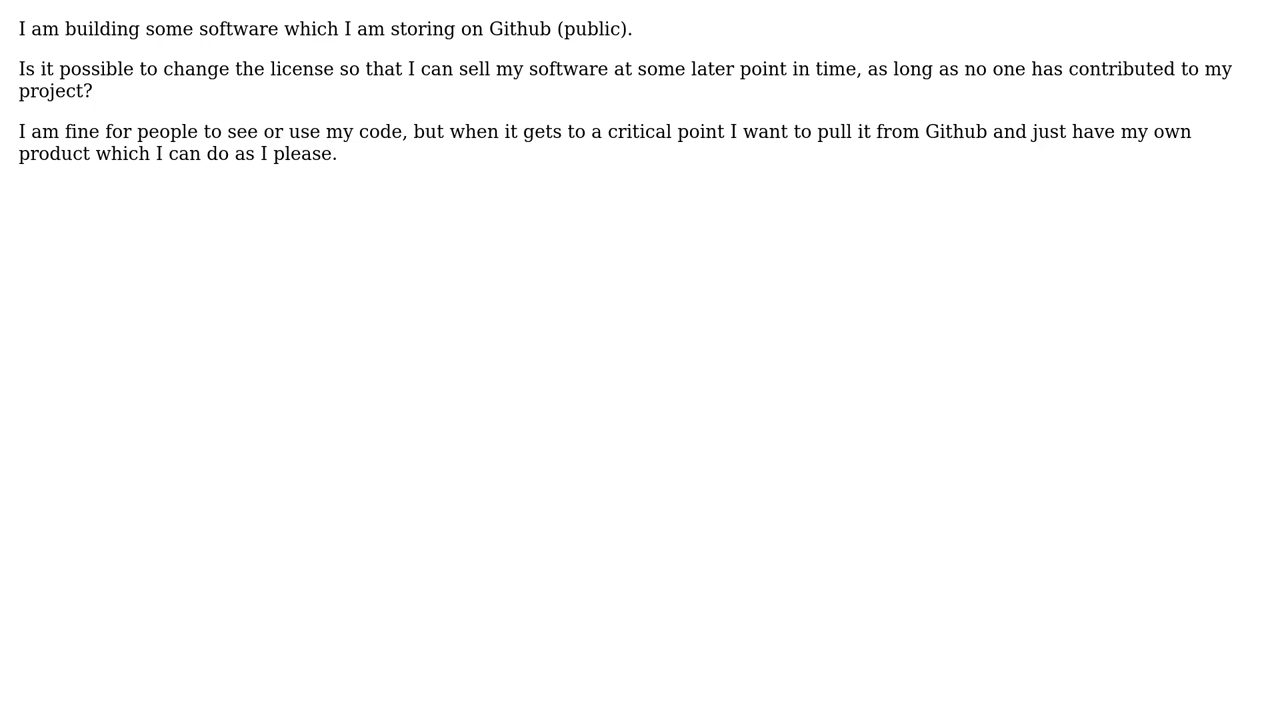 I am building some software which I am storing on Github (public).
Is it possible to change the license so that I can sell my software at some later point in time, as long as no one has contributed to my
project?
I am fine for people to see or use my code, but when it gets to a critical point I want to pull it from Github and just have my own
product which I can do as I please.